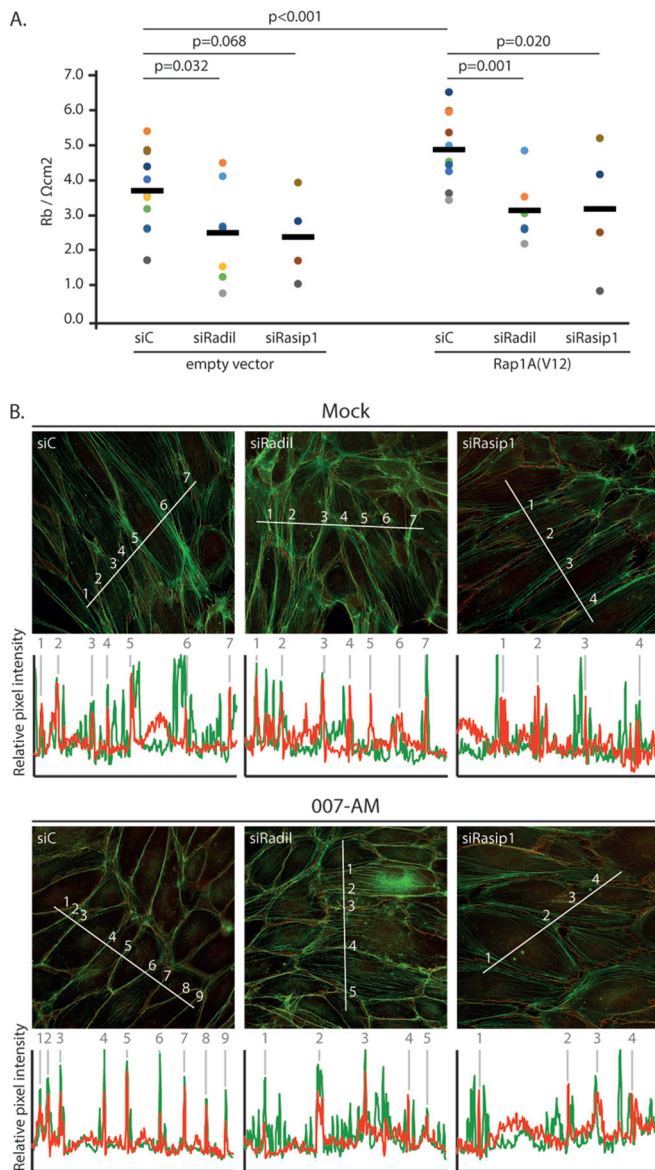 A.
p<0.001
p=0.068
p=0.020
p=0.032
p=0.001
7.0
6.0
5.0
4.0
3.0
2.0
1.0
0.0
Rb / Ωcm2
siC siRadil siRasip1 siC siRadil siRasip1
empty vector Rap1A(V12)
B.
Mock
siC siRadil siRasip1
1 2 3 4 5 6 7
1 2 3 4 5 6 7
1 2 3 4
Relative pixel intensity
1 2 3 4 5 6 7
1 2 3 4 5 6 7
1 2 3 4
007-AM
siC siRadil siRasip1
1 2 3 4 5 6 7 8 9
1 2 3 4 5
1 2 3 4
Relative pixel intensity
12 3 4 5 6 7 8 9
1 2 3 4 5
1 2 3 4